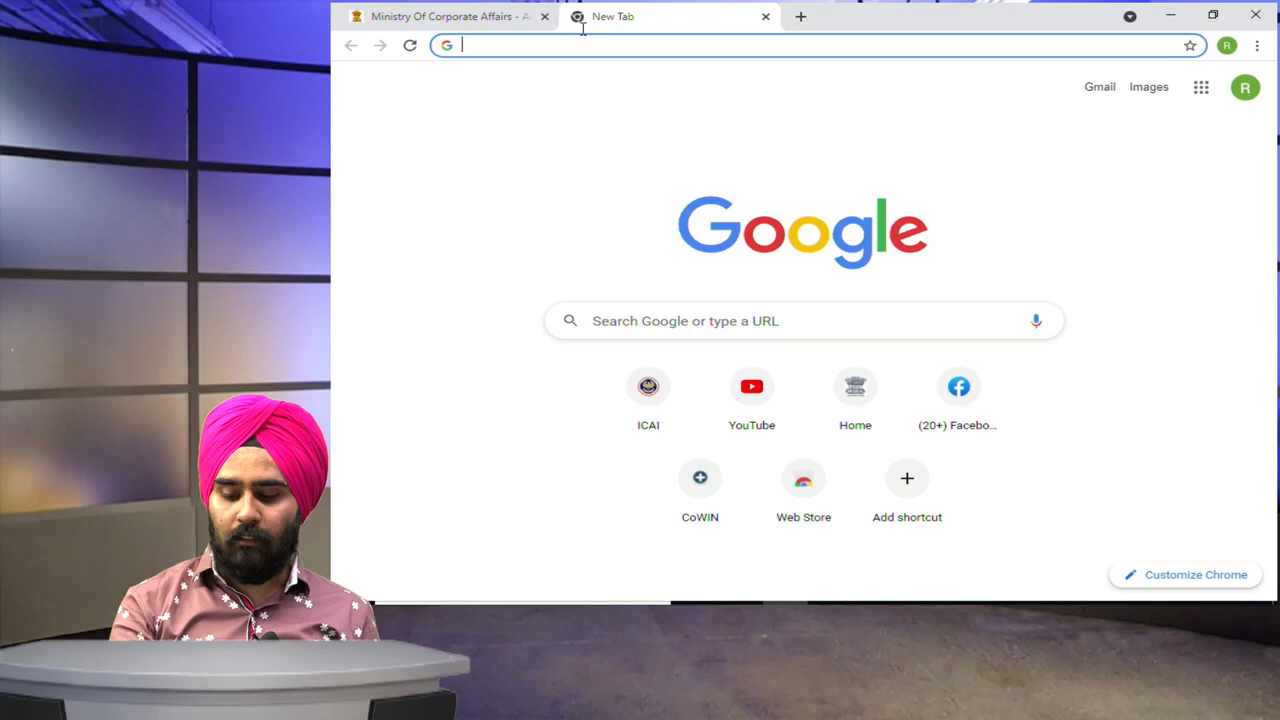 Ministry Of Corporate Affairs - A
New Tab
R
Gmail
Images
R
Google
Search Google or type a URL
ICAI
YouTube
Home
(20+) Facebo...
CoWIN
Web Store
Add shortcut
Customize Chrome